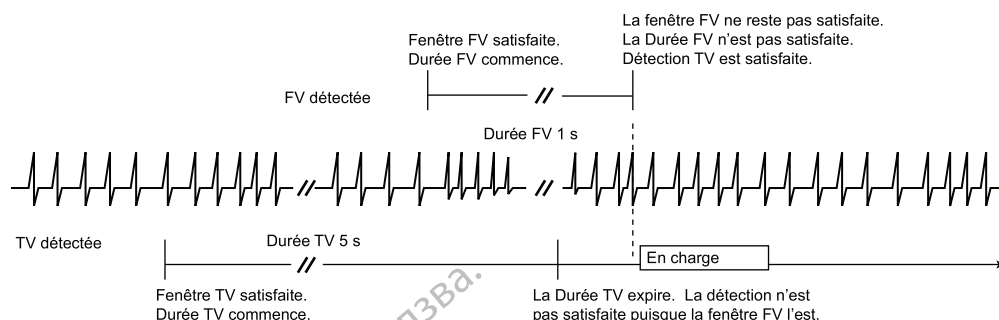 La fenêtre FV ne reste pas satisfaite.
La Durée FV n'est pas satisfaite.
Détection TV est satisfaite.
Fenêtre FV satisfaite.
Durée FV commence.
FV détectée
Durée FV 1 s
TV détectée
Durée TV 5 s
En charge
Fenêtre TV satisfaite.
Durée TV commence.
La Durée TV expire. La détection n'est
pas satisfaite puisque la fenêtre FV l'est.